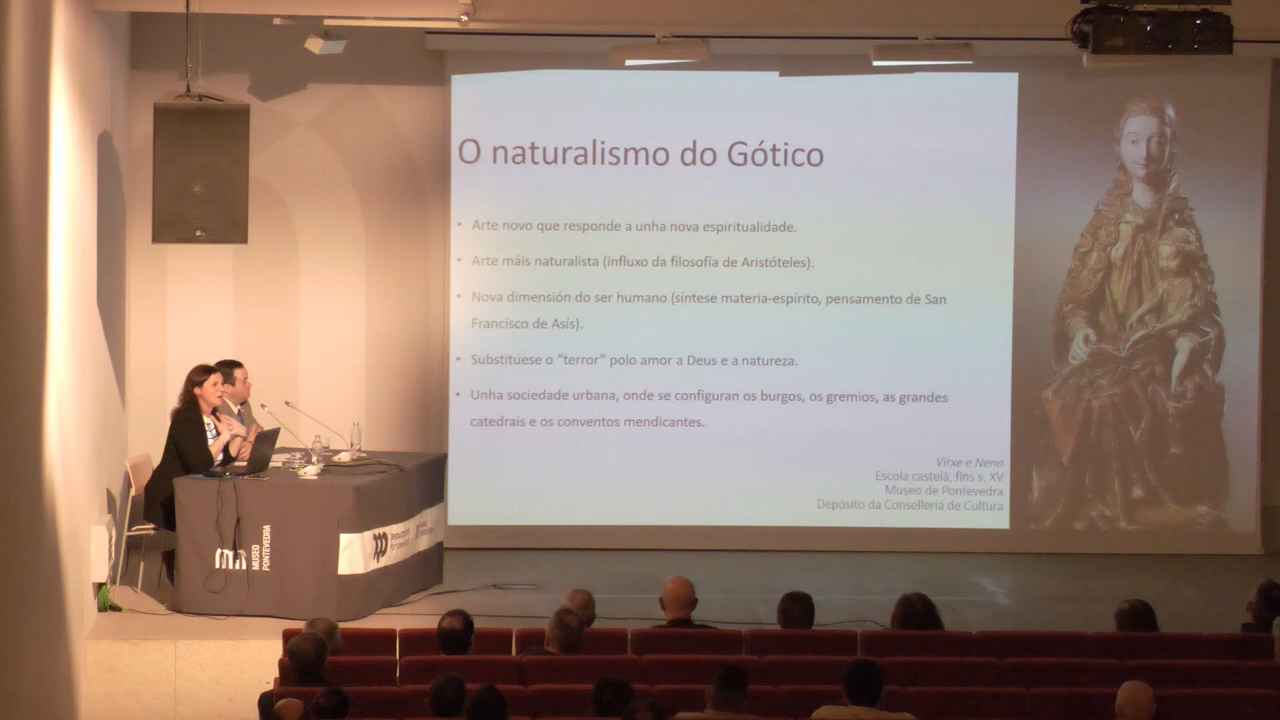 O naturalismo do Gótico
• Arte novo que responde a unha nova espiritualidade.
• Arte máis naturalista (influxo da filosofía de Aristóteles).
• Nova dimensión do ser humano (síntese materia-espírito, pensamento de San
Francisco de Asís).
• Substitúese o "terror" polo amor a Deus e a natureza.
• Unha sociedade urbana, onde se configuran os burgos, os gremios, as grandes
catedrais e os conventos mendicantes.
Virxe e Neno
Escola castelá, fins s. XV
Museo de Pontevedra
Depósito da Conselleria de Cultura
MUSEO
PONTEVEDRA